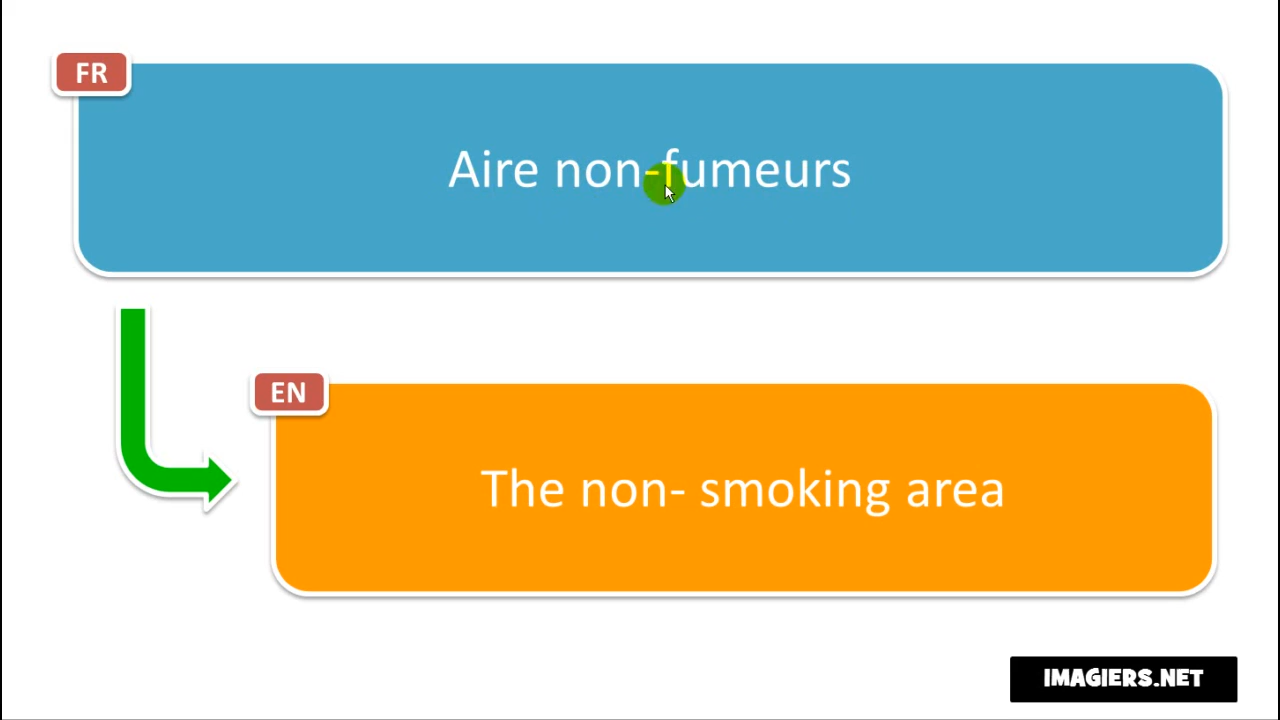 FR
Aire non-fumeurs
EN
The non- smoking area
IMAGIERS.NET